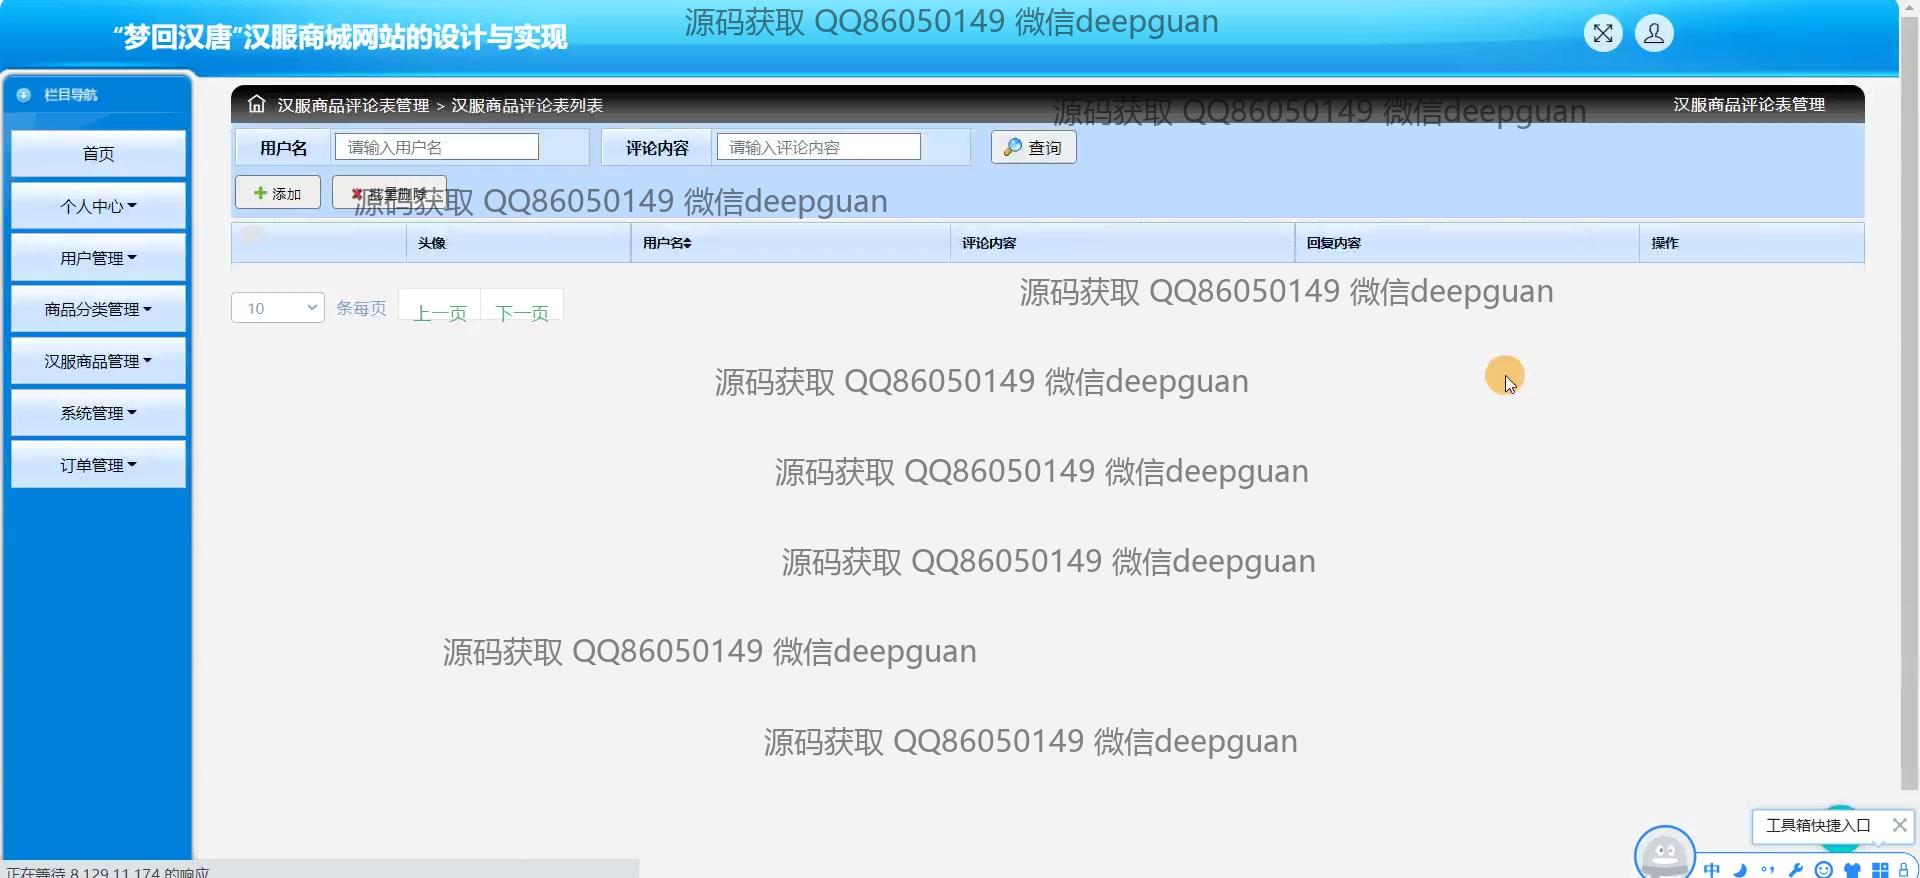 “梦回汉唐”汉服商城网站的设计与实现
源码获取 QQ86050149 微信deepguan
栏目导航
首页
个人中心
用户管理
商品分类管理
汉服商品管理
系统管理
订单管理
汉服商品评论表管理 > 汉服商品评论表列表
汉服商品评论表管理
源码获取 QQ86050149 微信deepguan
用户名 请输入用户名 评论内容 请输入评论内容 查询
添加 批量删除
源码获取 QQ86050149 微信deepguan
头像 用户名 评论内容 回复内容 操作
源码获取 QQ86050149 微信deepguan
10 条每页 上一页 下一页
源码获取 QQ86050149 微信deepguan
源码获取 QQ86050149 微信deepguan
源码获取 QQ86050149 微信deepguan
源码获取 QQ86050149 微信deepguan
源码获取 QQ86050149 微信deepguan
工具箱快捷入口
中
正在等待 8.129.11.174 的响应